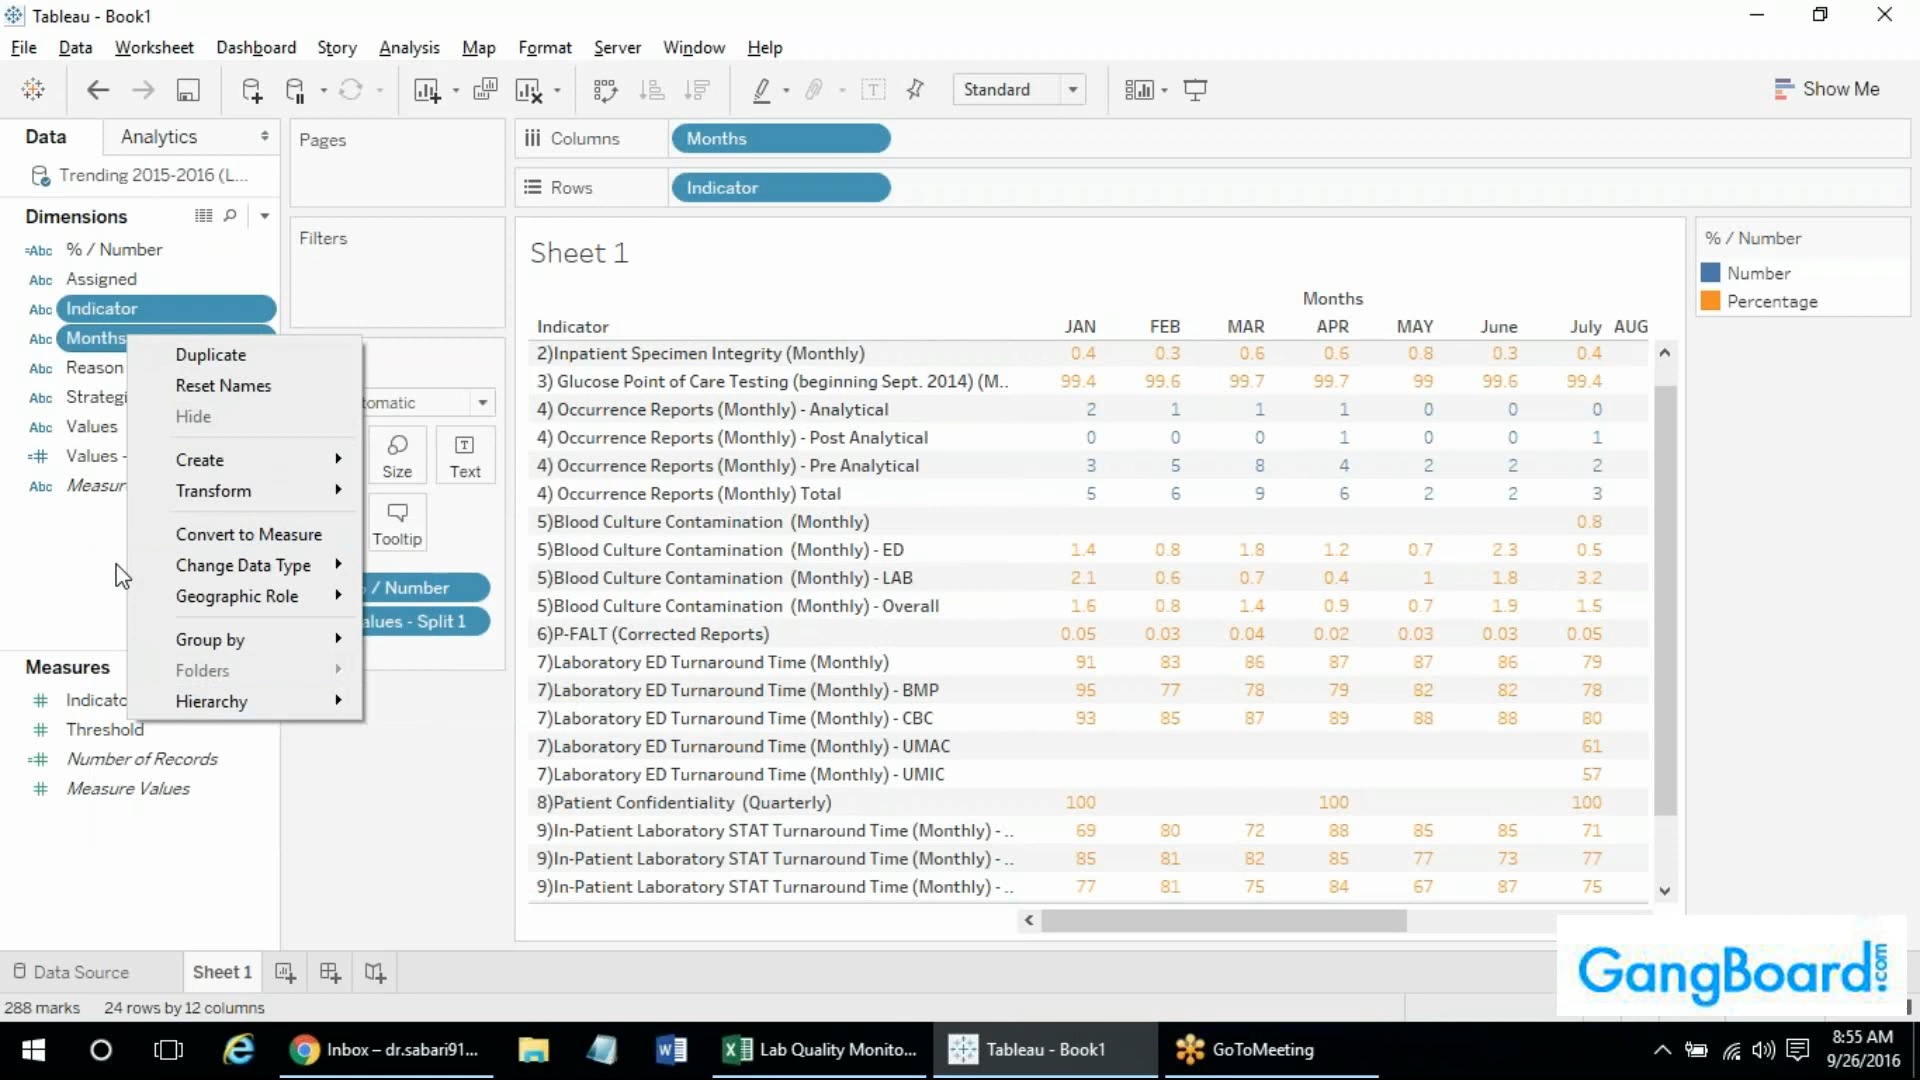 Tableau - Book1
File Data Worksheet Dashboard Story Analysis Map Format Server Window Help
Standard
Show Me
Data Analytics
Trending 2015-2016 (L...
Dimensions
Abc % / Number
Abc Assigned
Abc Indicator
Abc Months
Abc Reason
Abc Strategi
Abc Values
Values -
Abc Measur
Duplicate
Reset Names
Hide
Create
Transform
Convert to Measure
Change Data Type
Geographic Role
Group by
Folders
Hierarchy
Measures
Indicato
Threshold
Number of Records
Measure Values
Pages
Filters
tomatic
Size Text
Tooltip
/ Number
alues - Split 1
Columns Months
Rows Indicator
Sheet 1
Months
Indicator JAN FEB MAR APR MAY June July AUG
2)Inpatient Specimen Integrity (Monthly) 0.4 0.3 0.6 0.6 0.8 0.3 0.4
3) Glucose Point of Care Testing (beginning Sept. 2014) (M.. 99.4 99.6 99.7 99.7 99 99.6 99.4
4) Occurrence Reports (Monthly) - Analytical 2 1 1 1 0 0 0
4) Occurrence Reports (Monthly) - Post Analytical 0 0 0 1 0 0 1
4) Occurrence Reports (Monthly) - Pre Analytical 3 5 8 4 2 2 2
4) Occurrence Reports (Monthly) Total 5 6 9 6 2 2 3
5)Blood Culture Contamination (Monthly) 0.8
5)Blood Culture Contamination (Monthly) - ED 1.4 0.8 1.8 1.2 0.7 2.3 0.5
5)Blood Culture Contamination (Monthly) - LAB 2.1 0.6 0.7 0.4 1 1.8 3.2
5)Blood Culture Contamination (Monthly) - Overall 1.6 0.8 1.4 0.9 0.7 1.9 1.5
6)P-FALT (Corrected Reports) 0.05 0.03 0.04 0.02 0.03 0.03 0.05
7)Laboratory ED Turnaround Time (Monthly) 91 83 86 87 87 86 79
7)Laboratory ED Turnaround Time (Monthly) - BMP 95 77 78 79 82 82 78
7)Laboratory ED Turnaround Time (Monthly) - CBC 93 85 87 89 88 88 80
7)Laboratory ED Turnaround Time (Monthly) - UMAC 61
7)Laboratory ED Turnaround Time (Monthly) - UMIC 57
8)Patient Confidentiality (Quarterly) 100 100 100
9)In-Patient Laboratory STAT Turnaround Time (Monthly) - .. 69 80 72 88 85 85 71
9)In-Patient Laboratory STAT Turnaround Time (Monthly) - .. 85 81 82 85 77 73 77
9)In-Patient Laboratory STAT Turnaround Time (Monthly) - .. 77 81 75 84 67 87 75
% / Number
Number
Percentage
GangBoard.com
Data Source Sheet 1
288 marks 24 rows by 12 columns
Inbox – dr.sabari91... Lab Quality Monito... Tableau - Book1 GoToMeeting
8:55 AM
9/26/2016